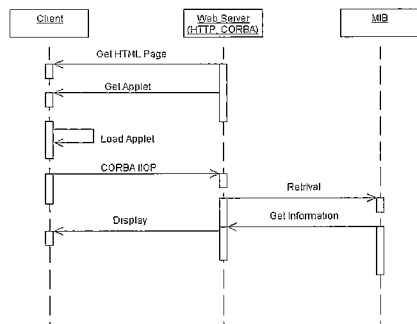 Client
Web Server
(HTTP, CORBA)
MIB
Get HTML Page
Get Applet
Load Applet
CORBA IIOP
Retrival
Get Information
Display